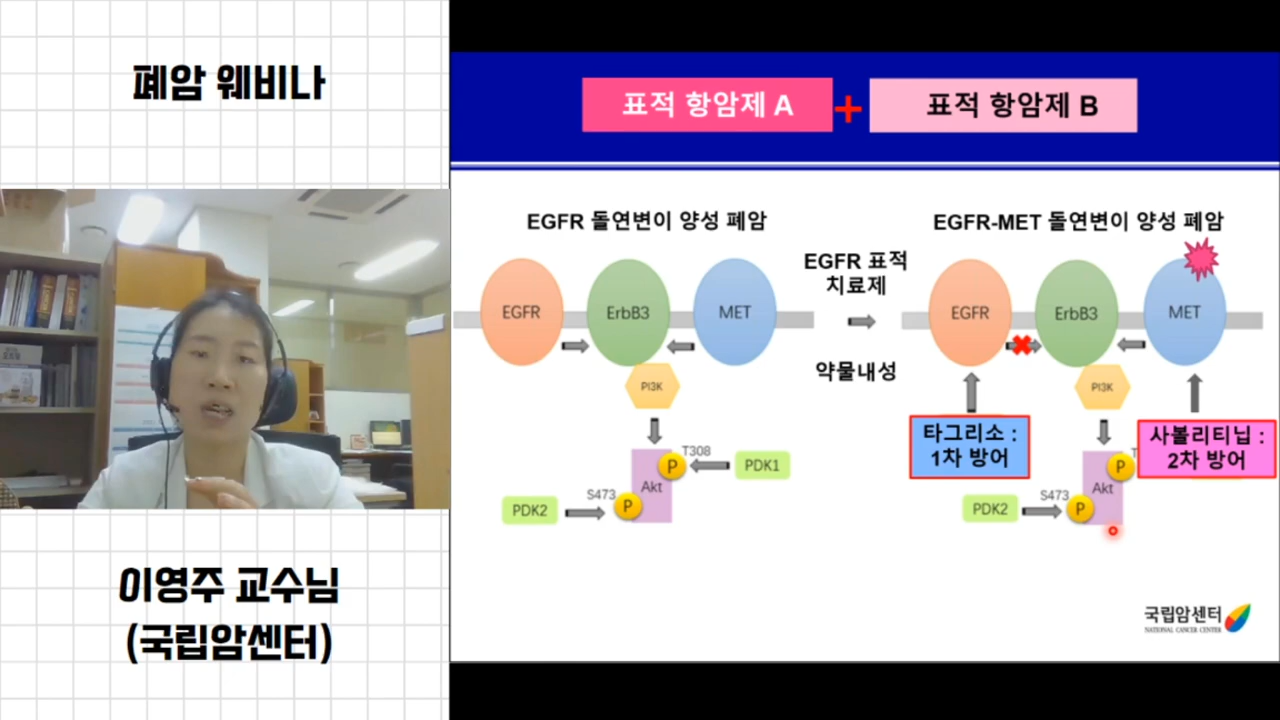 폐암 웨비나
이영주 교수님
(국립암센터)
표적 항암제 A
+
표적 항암제 B
EGFR 돌연변이 양성 폐암
EGFR
ErbB3
MET
PI3K
T308
P
PDK1
Akt
S473
P
PDK2
EGFR 표적
치료제
약물내성
EGFR-MET 돌연변이 양성 폐암
EGFR
ErbB3
MET
PI3K
타그리소 :
1차 방어
사볼리티닙 :
2차 방어
T
P
Akt
S473
P
PDK2
국립암센터
NATIONAL CANCER CENTER